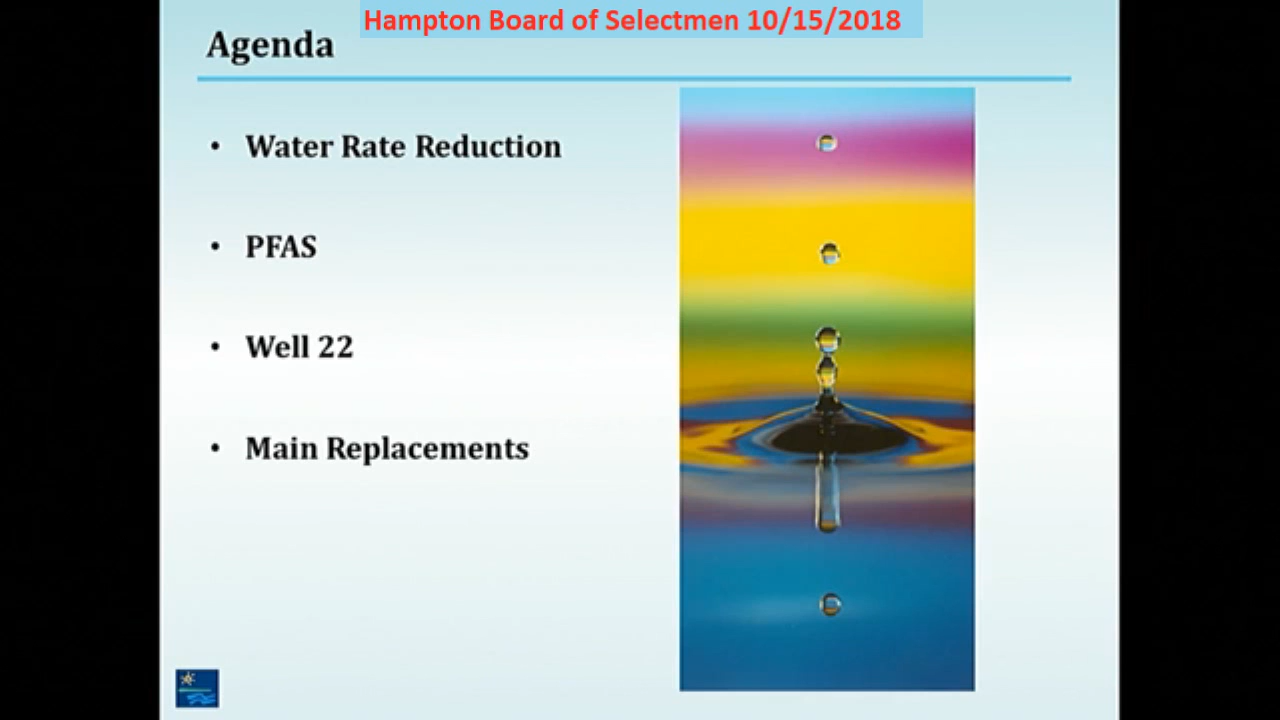 Hampton Board of Selectmen 10/15/2018
Agenda
• Water Rate Reduction
• PFAS
• Well 22
• Main Replacements